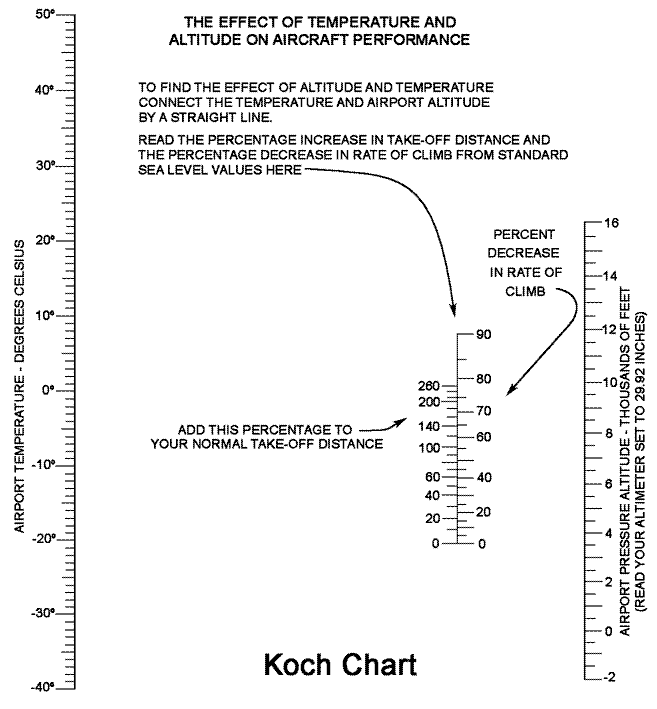 THE EFFECT OF TEMPERATURE AND
ALTITUDE ON AIRCRAFT PERFORMANCE
TO FIND THE EFFECT OF ALTITUDE AND TEMPERATURE
CONNECT THE TEMPERATURE AND AIRPORT ALTITUDE
BY A STRAIGHT LINE.
READ THE PERCENTAGE INCREASE IN TAKE-OFF DISTANCE AND
THE PERCENTAGE DECREASE IN RATE OF CLIMB FROM STANDARD
SEA LEVEL VALUES HERE
AIRPORT TEMPERATURE - DEGREES CELSIUS
50°
40°
30°
20°
10°
0°
-10°
-20°
-30°
-40°
ADD THIS PERCENTAGE TO
YOUR NORMAL TAKE-OFF DISTANCE
260
200
140
100
60
40
20
0
90
80
70
60
40
20
0
PERCENT
DECREASE
IN RATE OF
CLIMB
16
14
12
10
8
6
4
2
0
-2
AIRPORT PRESSURE ALTITUDE - THOUSANDS OF FEET
(READ YOUR ALTIMETER SET TO 29.92 INCHES)
Koch Chart